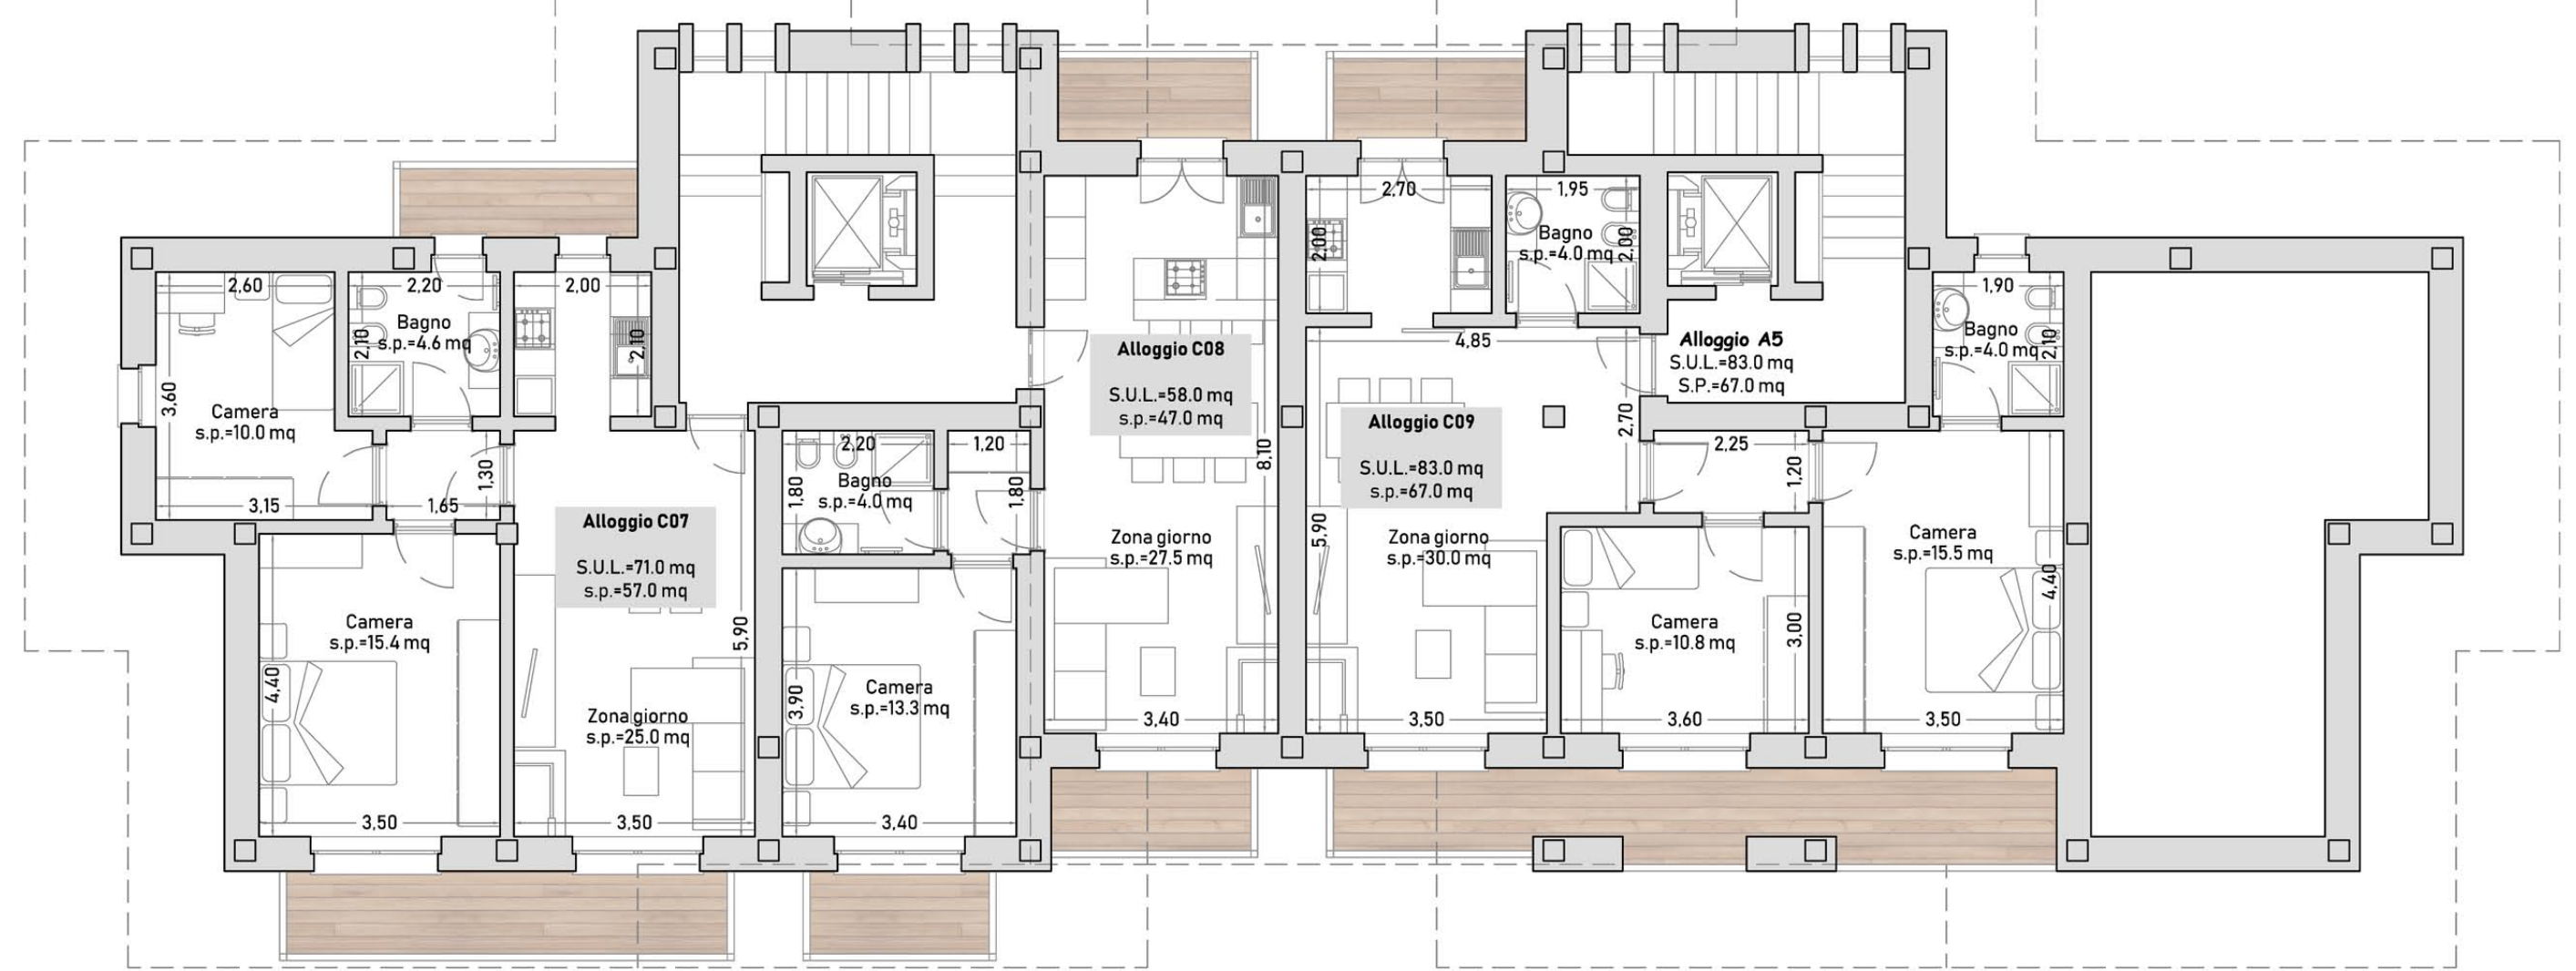 2,60
2,20
2,00
2,10
2,10
Bagno
s.p.=4.6 mq
3,60
Camera
s.p.=10.0 mq
3,15
1,65
1,30
Alloggio C07
S.U.L.=71.0 mq
s.p.=57.0 mq
Camera
s.p.=15.4 mq
4,40
3,50
5,90
Zona giorno
s.p.=25.0 mq
3,50
2,20
1,20
1,80
Bagno
s.p.=4.0 mq
1,80
Camera
s.p.=13.3 mq
3,90
3,40
Alloggio C08
S.U.L.=58.0 mq
s.p.=47.0 mq
8,10
Zona giorno
s.p.=27.5 mq
3,40
2,70
2,00
1,95
Bagno
s.p.=4.0 mq
2,00
4,85
Alloggio C09
S.U.L.=83.0 mq
s.p.=67.0 mq
2,70
5,90
Zona giorno
s.p.=30.0 mq
3,50
Alloggio A5
S.U.L.=83.0 mq
S.P.=67.0 mq
2,25
1,20
Camera
s.p.=10.8 mq
3,00
3,60
1,90
Bagno
s.p.=4.0 mq
2,10
Camera
s.p.=15.5 mq
4,40
3,50